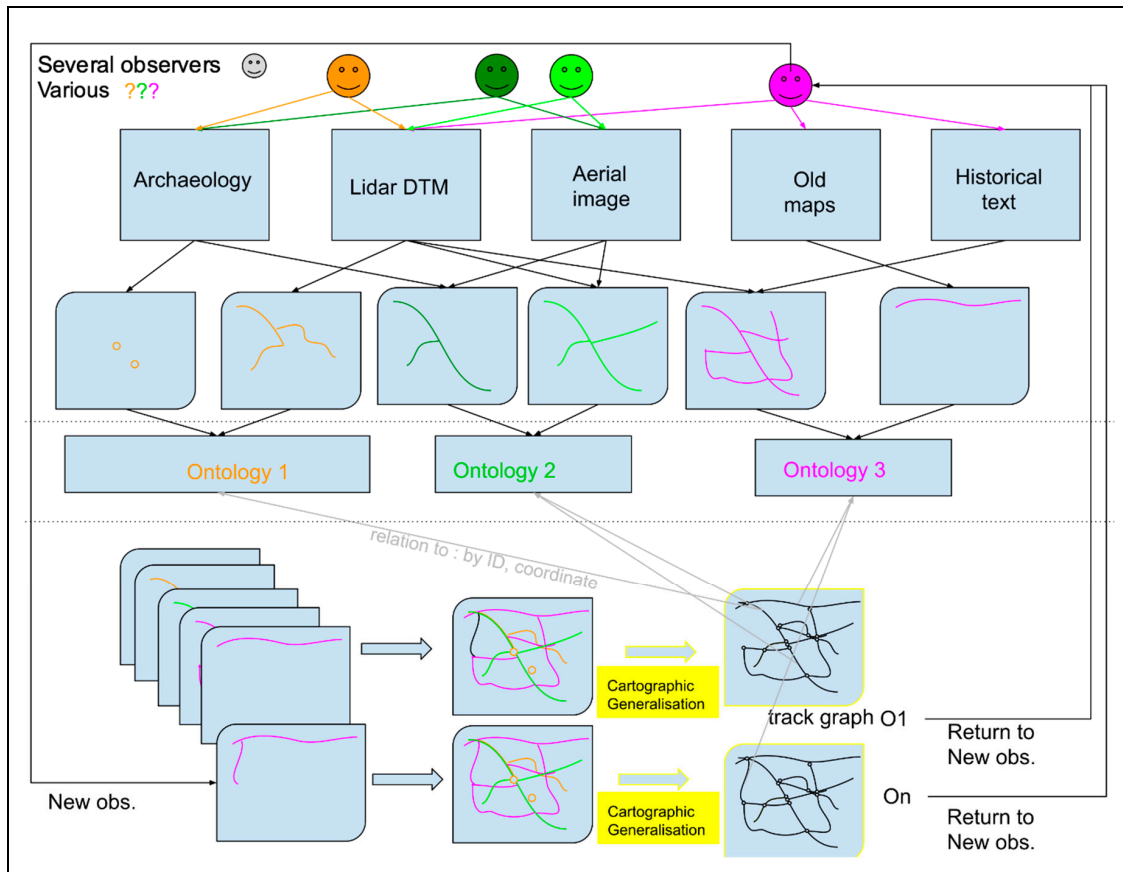 Several observers
Various ???
Archaeology
Lidar DTM
Aerial
image
Old
maps
Historical
text
Ontology 1
Ontology 2
Ontology 3
relation to : by ID, coordinate
Cartographic
Generalisation
track graph O1
Return to
New obs.
New obs.
Cartographic
Generalisation
On
Return to
New obs.